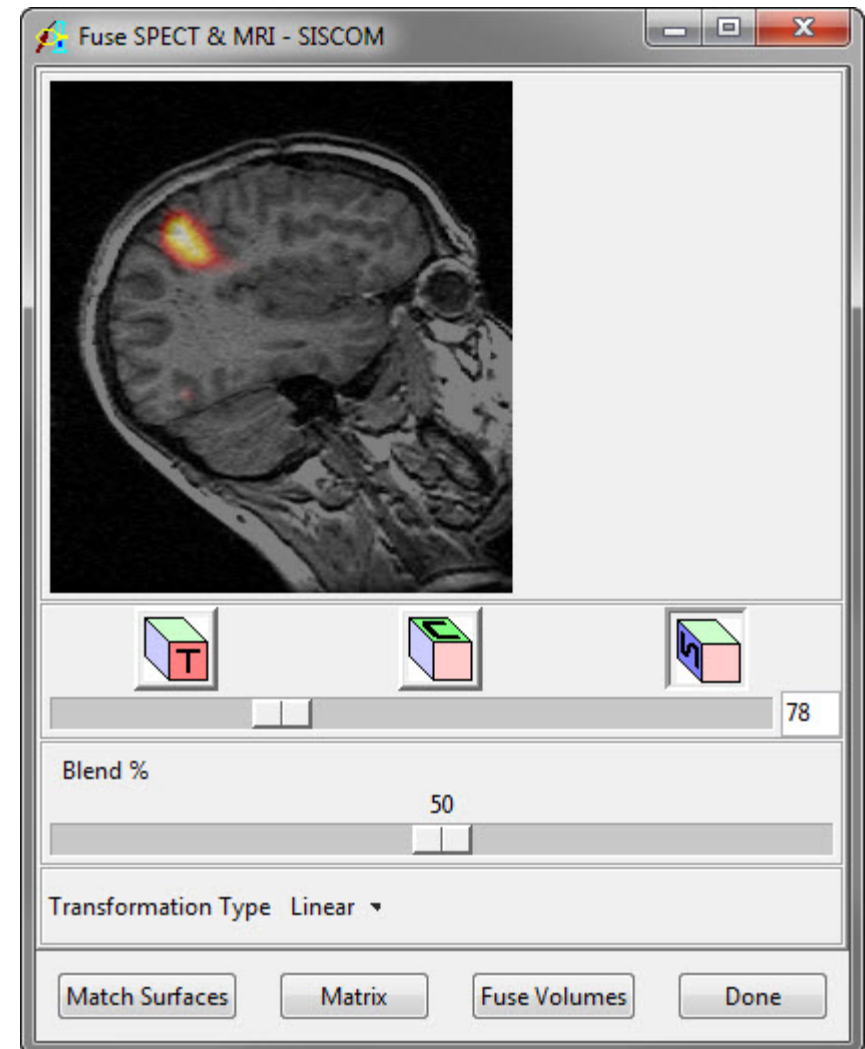 Fuse SPECT & MRI - SISCOM
T
C
S
78
Blend %
50
Transformation Type Linear
Match Surfaces Matrix Fuse Volumes Done